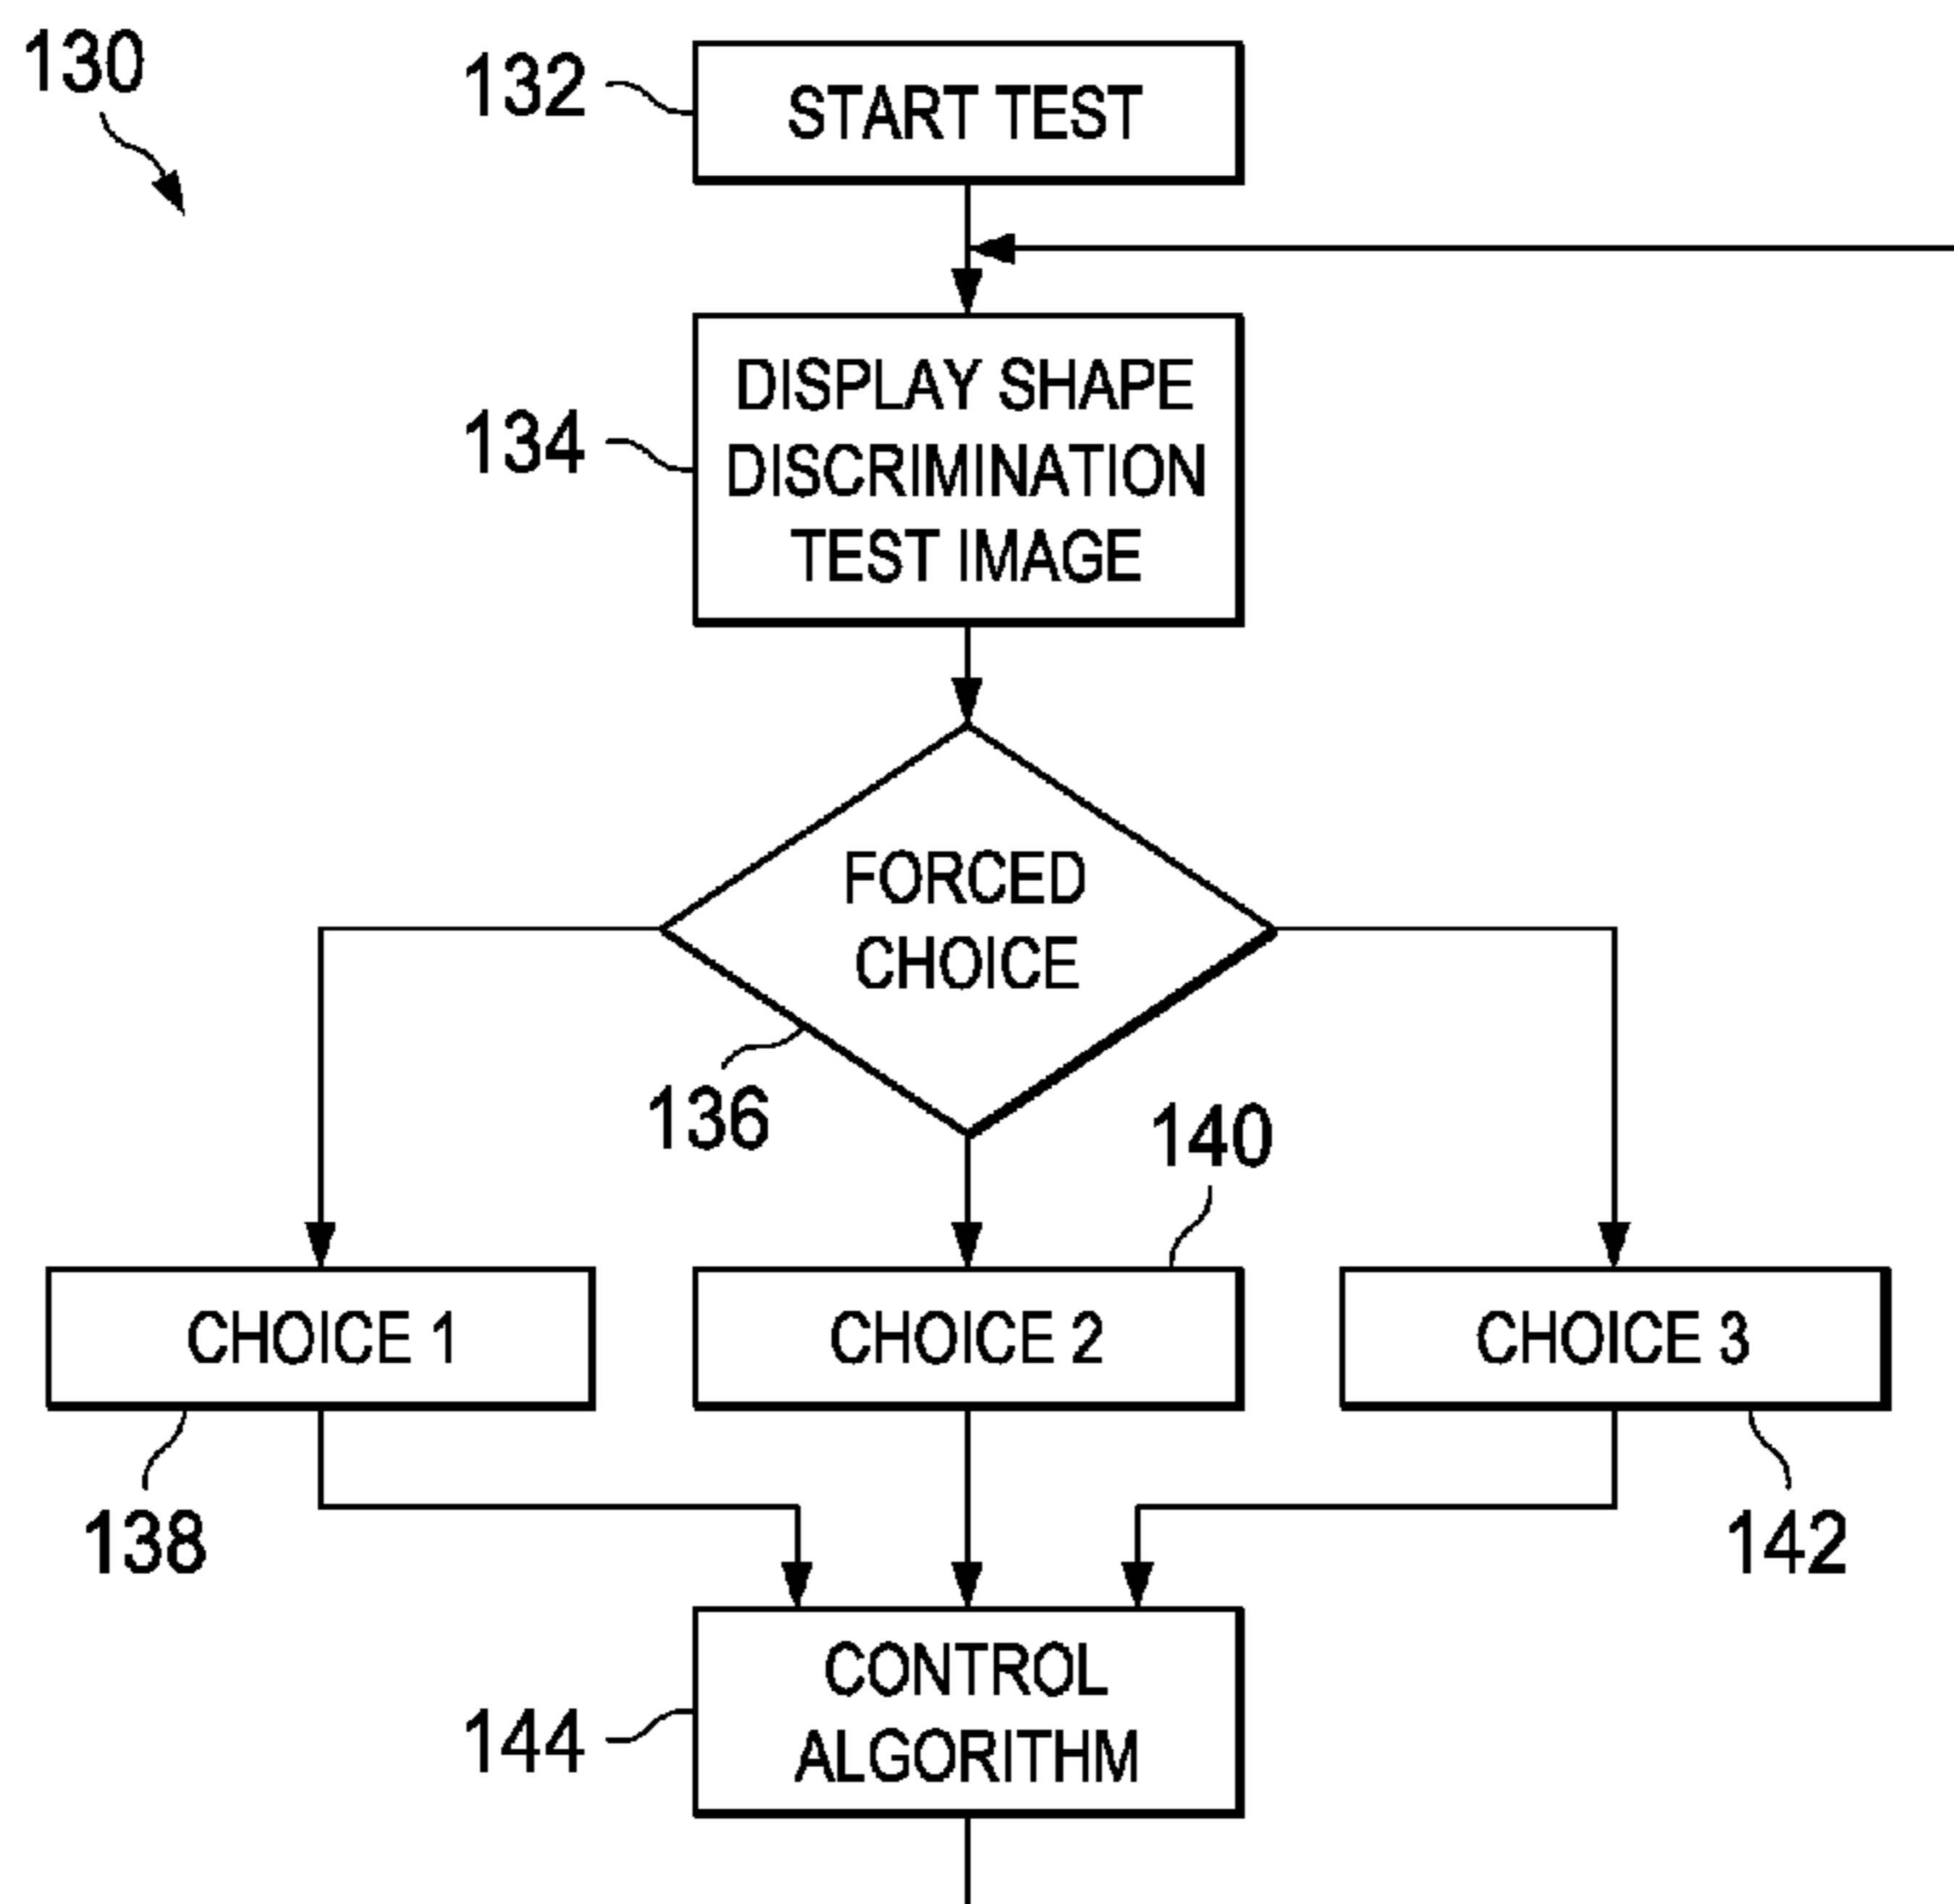 130
132
START TEST
134
DISPLAY SHAPE
DISCRIMINATION
TEST IMAGE
FORCED
CHOICE
136
140
CHOICE 1
CHOICE 2
CHOICE 3
138
142
144
CONTROL
ALGORITHM